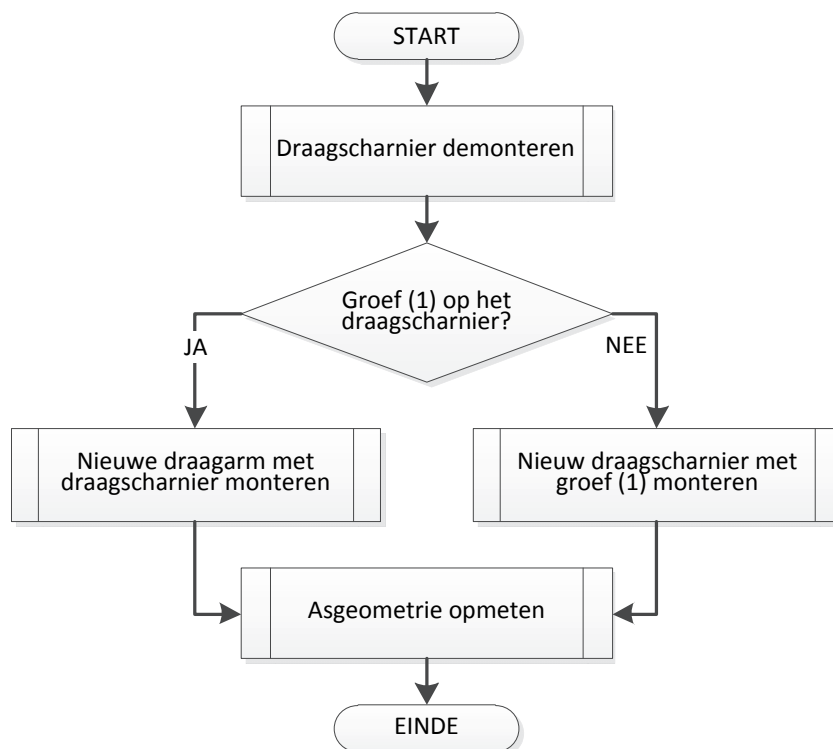 START
Draagscharnier demonteren
Groef (1) op het
draagscharnier?
JA
NEE
Nieuwe draagarm met
draagscharnier monteren
Nieuw draagscharnier met
groef (1) monteren
Asgeometrie opmeten
EINDE